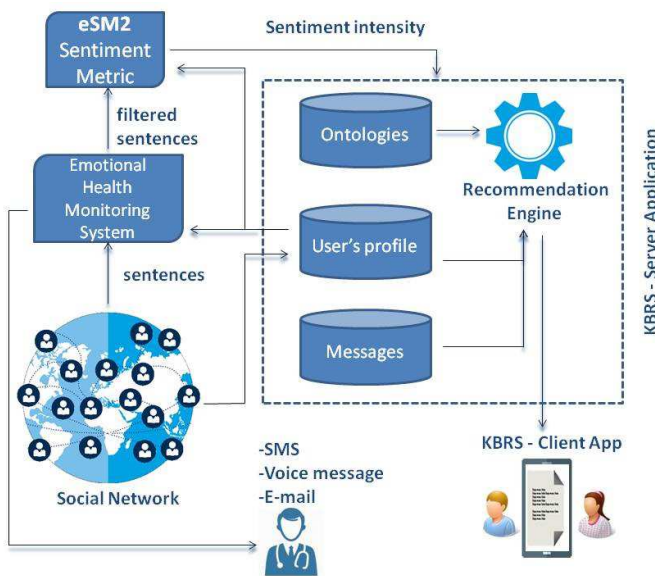 eSM2
Sentiment
Metric
Sentiment intensity
filtered
sentences
Ontologies
Recommendation
Engine
Emotional
Health
Monitoring
System
User's profile
KBRS - Server Application
sentences
Messages
Social Network
-SMS
-Voice message
-E-mail
KBRS - Client App